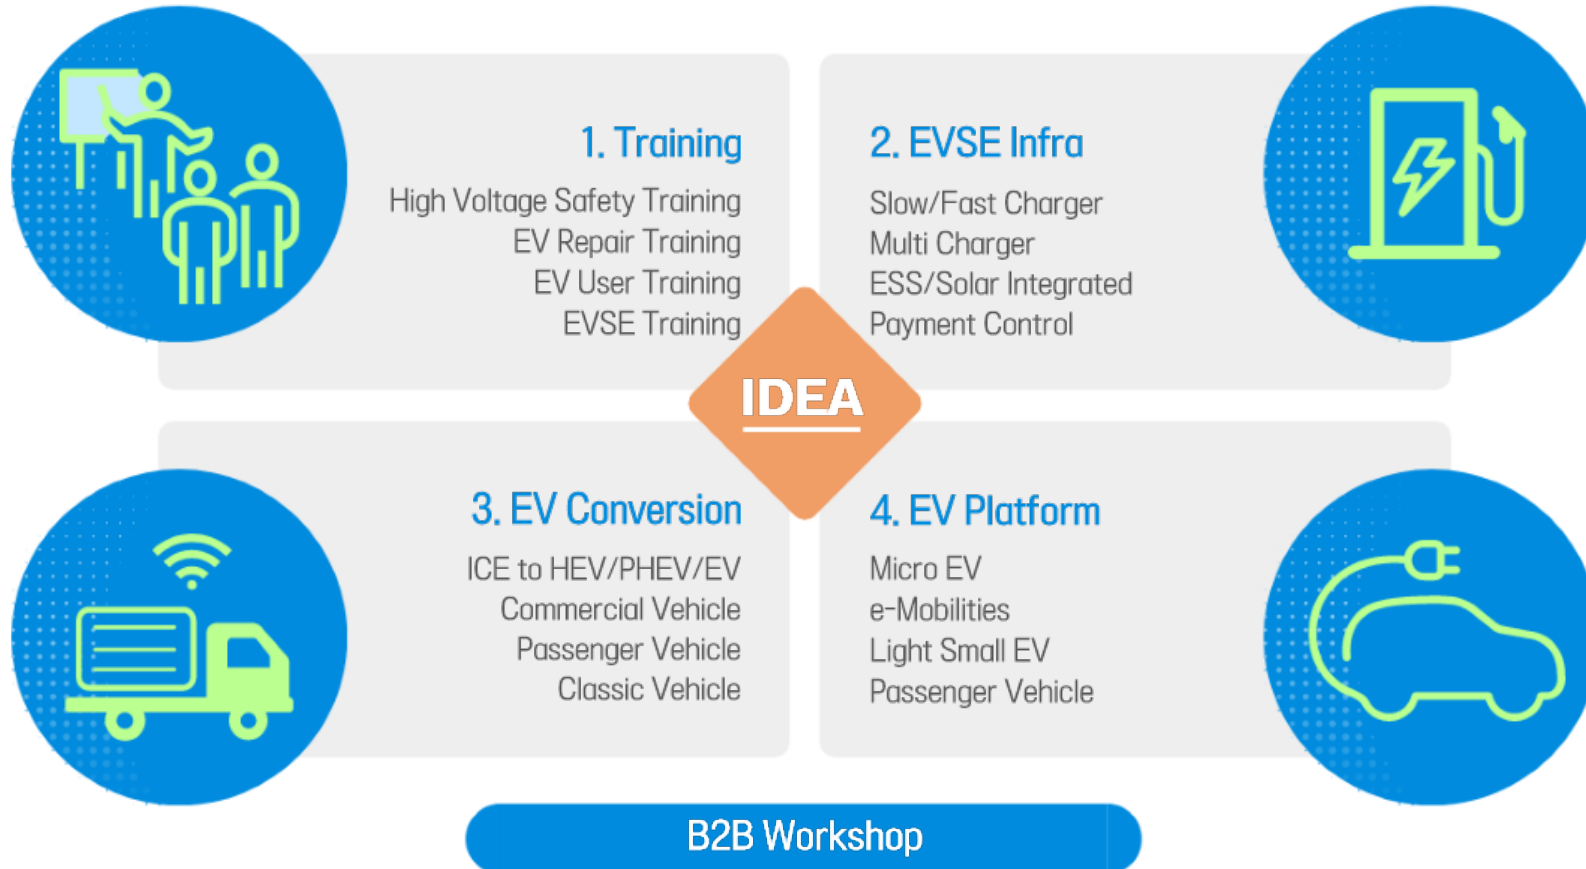 1. Training
High Voltage Safety Training
EV Repair Training
EV User Training
EVSE Training
2. EVSE Infra
Slow/Fast Charger
Multi Charger
ESS/Solar Integrated
Payment Control
IDEA
3. EV Conversion
ICE to HEV/PHEV/EV
Commercial Vehicle
Passenger Vehicle
Classic Vehicle
4. EV Platform
Micro EV
e-Mobilities
Light Small EV
Passenger Vehicle
B2B Workshop